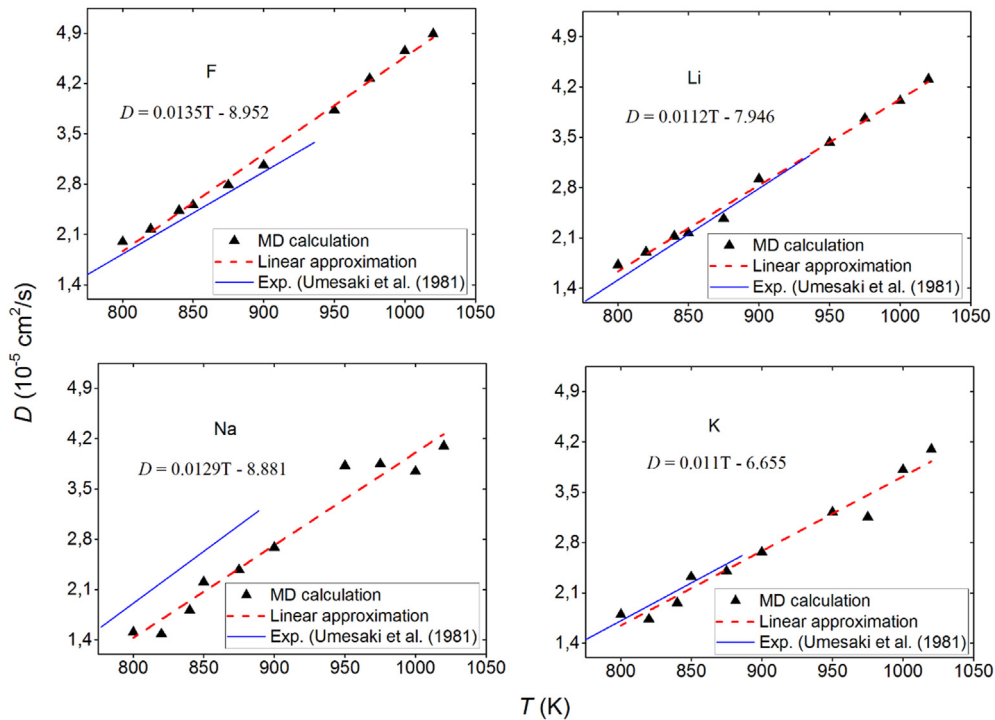 4,9
4,2
3,5
2,8
2,1
1,4
F
D = 0.0135T - 8.952
MD calculation
Linear approximation
Exp. (Umesaki et al. (1981)
800 850 900 950 1000 1050
4,9
4,2
3,5
2,8
2,1
1,4
Li
D = 0.0112T - 7.946
MD calculation
Linear approximation
Exp. (Umesaki et al. (1981)
800 850 900 950 1000 1050
D (10⁻⁵ cm²/s)
4,9
4,2
3,5
2,8
2,1
1,4
Na
D = 0.0129T - 8.881
MD calculation
Linear approximation
Exp. (Umesaki et al. (1981)
800 850 900 950 1000 1050
4,9
4,2
3,5
2,8
2,1
1,4
K
D = 0.011T - 6.655
MD calculation
Linear approximation
Exp. (Umesaki et al. (1981)
800 850 900 950 1000 1050
T (K)